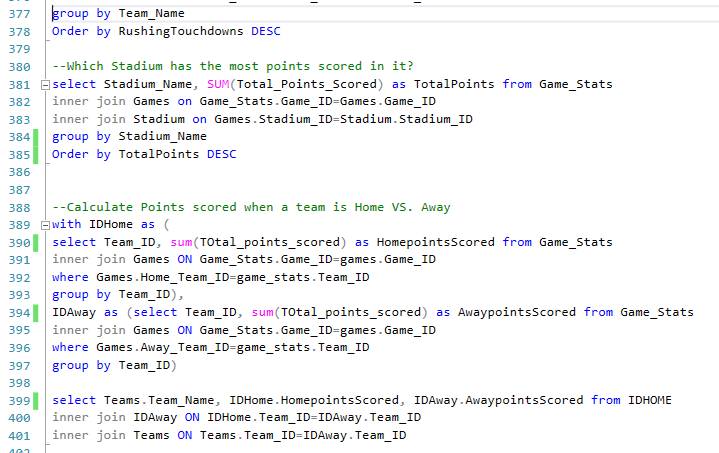 377 group by Team_Name
378 Order by RushingTouchdowns DESC
379
380 --Which Stadium has the most points scored in it?
381 select Stadium_Name, SUM(Total_Points_Scored) as TotalPoints from Game_Stats
382 inner join Games on Game_Stats.Game_ID=Games.Game_ID
383 inner join Stadium on Games.Stadium_ID=Stadium.Stadium_ID
384 group by Stadium_Name
385 Order by TotalPoints DESC
386
387
388 --Calculate Points scored when a team is Home VS. Away
389 with IDHome as (
390 select Team_ID, sum(TOtal_points_scored) as HomepointsScored from Game_Stats
391 inner join Games ON Game_Stats.Game_ID=games.Game_ID
392 where Games.Home_Team_ID=game_stats.Team_ID
393 group by Team_ID),
394 IDAway as (select Team_ID, sum(TOtal_points_scored) as AwaypointsScored from Game_Stats
395 inner join Games ON Game_Stats.Game_ID=games.Game_ID
396 where Games.Away_Team_ID=game_stats.Team_ID
397 group by Team_ID)
398
399 select Teams.Team_Name, IDHome.HomepointsScored, IDAway.AwaypointsScored from IDHOME
400 inner join IDAway ON IDHome.Team_ID=IDAway.Team_ID
401 inner join Teams ON Teams.Team_ID=IDAway.Team_ID